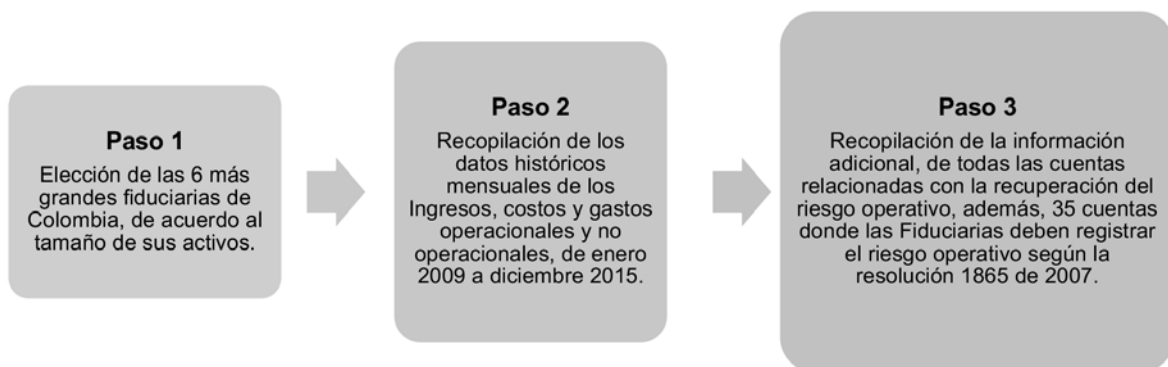 Paso 1
Elección de las 6 más
grandes fiduciarias de
Colombia, de acuerdo al
tamaño de sus activos.
Paso 2
Recopilación de los
datos históricos
mensuales de los
Ingresos, costos y gastos
operacionales y no
operacionales, de enero
2009 a diciembre 2015.
Paso 3
Recopilación de la información
adicional, de todas las cuentas
relacionadas con la recuperación del
riesgo operativo, además, 35 cuentas
donde las Fiduciarias deben registrar
el riesgo operativo según la
resolución 1865 de 2007.